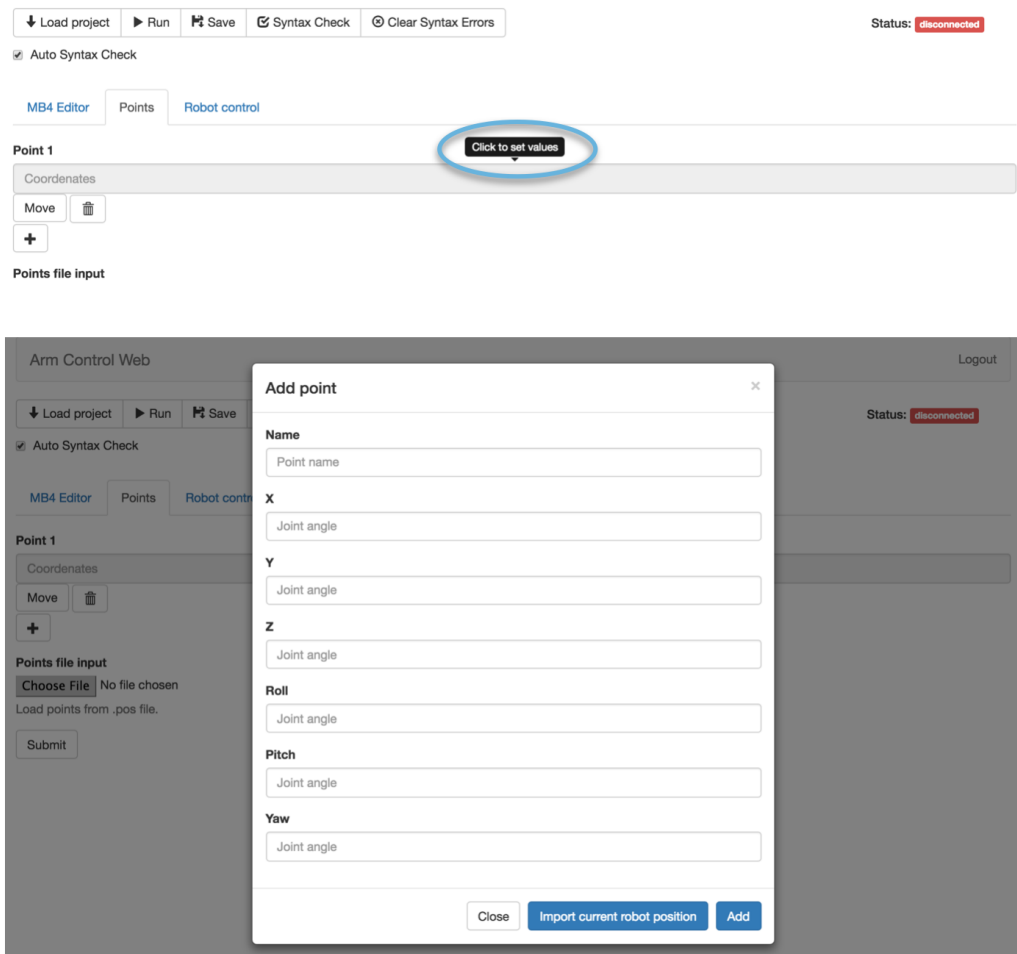 Load project Run Save Syntax Check Clear Syntax Errors Status: disconnected
Auto Syntax Check
MB4 Editor Points Robot control
Click to set values
Point 1
Coordenates
Move
Points file input
Arm Control Web Logout
Add point ×
Load project Run Save Status: disconnected
Auto Syntax Check
Name
Point name
MB4 Editor Points Robot contr
X
Joint angle
Point 1
Y
Coordenates
Joint angle
Move
Z
Joint angle
Points file input
Choose File No file chosen
Load points from .pos file.
Roll
Joint angle
Submit
Pitch
Joint angle
Yaw
Joint angle
Close Import current robot position Add